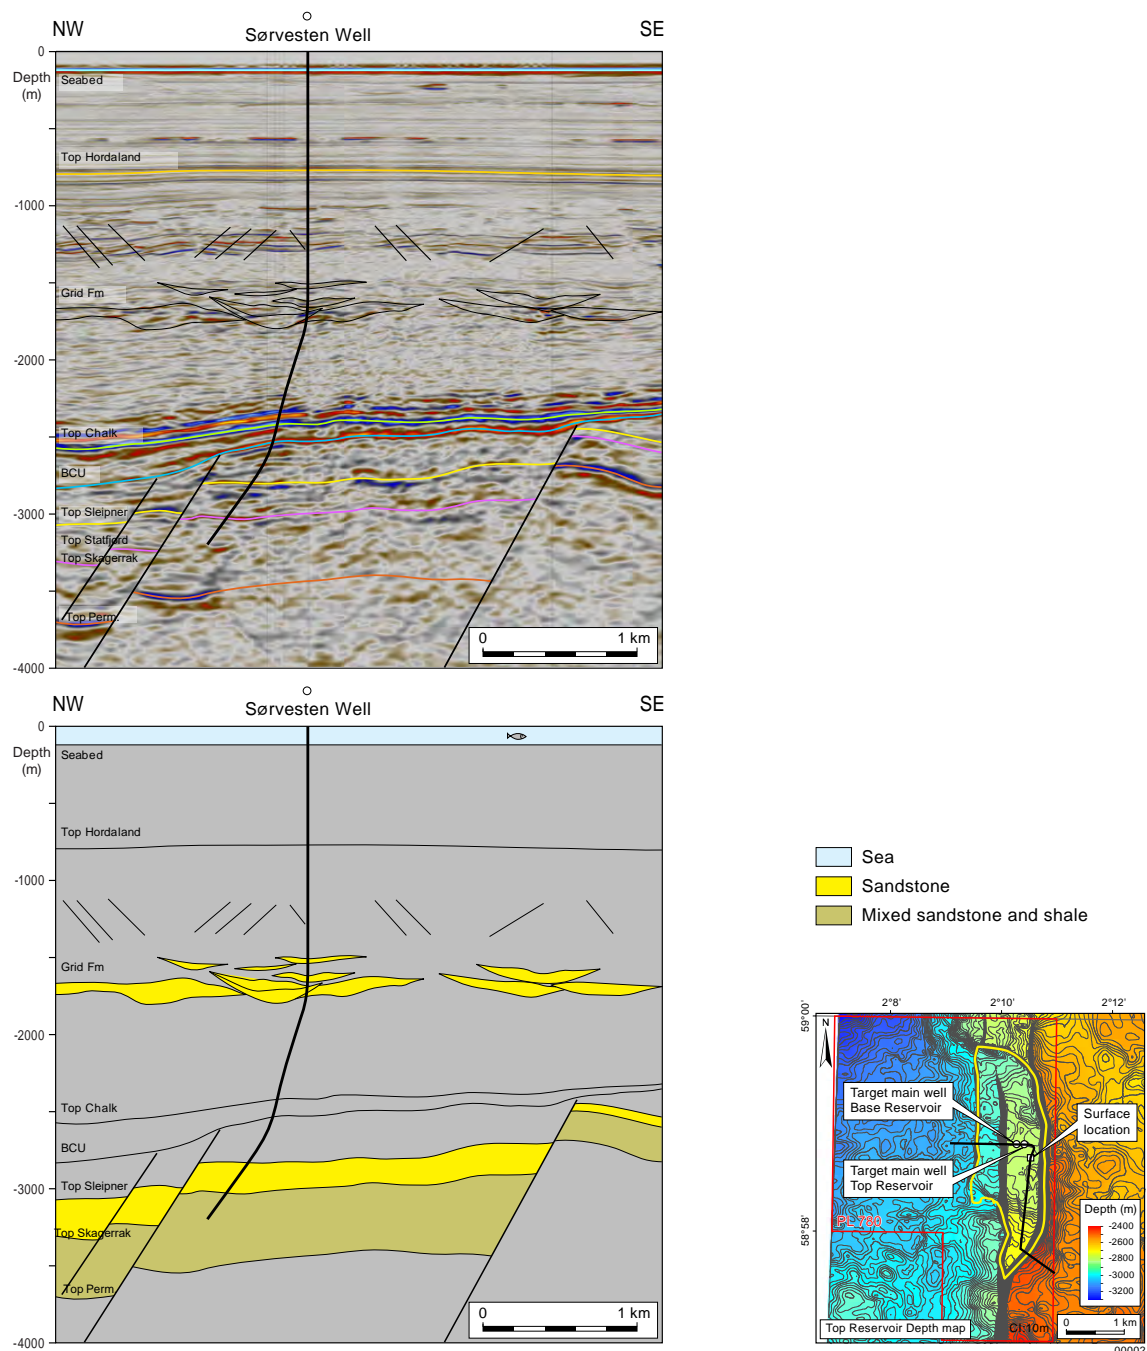 NW
Sørvesten Well
SE
0
Depth
(m)
Seabed
Top Hordaland
-1000
Grid Fm
-2000
Top Chalk
BCU
-3000
Top Sleipner
Top Statfjord
Top Skagerrak
Top Perm.
0
1 km
-4000
NW
Sørvesten Well
SE
0
Depth
(m)
Seabed
Top Hordaland
-1000
Grid Fm
-2000
Top Chalk
BCU
-3000
Top Sleipner
Top Skagerrak
Top Perm.
0
1 km
-4000
Sea
Sandstone
Mixed sandstone and shale
2°8'
2°10'
2°12'
59°00'
N
Target main well
Base Reservoir
Surface
location
Target main well
Top Reservoir
58°58'
PL 780
Depth (m)
-2400
-2600
-2800
-3000
-3200
Top Reservoir Depth map
CI:10m
0
1 km